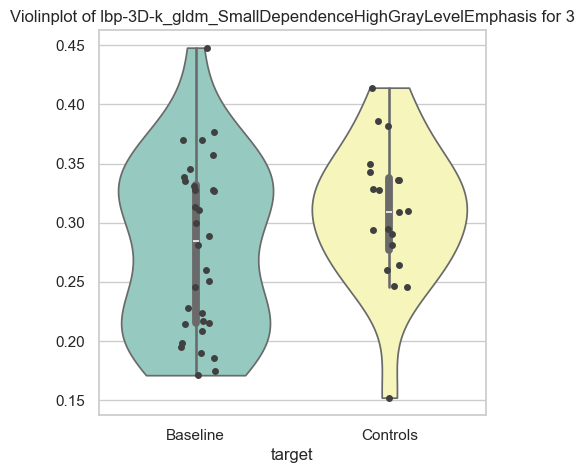 Violinplot of lbp-3D-k_gldm_SmallDependenceHighGrayLevelEmphasis for 3
0.45
0.40
0.35
0.30
0.25
0.20
0.15
Baseline
Controls
target